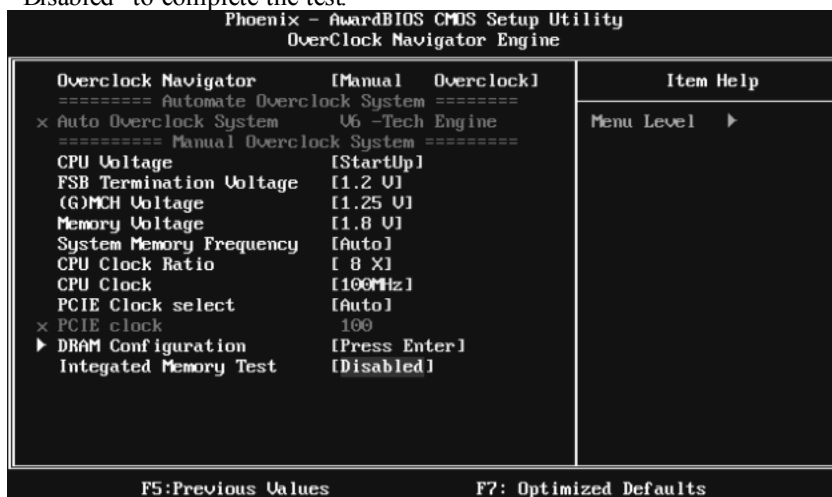 "Disabled" to complete the test.
Phoenix – AwardBIOS CMOS Setup Utility
OverClock Navigator Engine
Overclock Navigator [Manual Overclock]
========= Automate Overclock System ========
x Auto Overclock System V6 -Tech Engine
========= Manual Overclock System =========
CPU Voltage [StartUp]
FSB Termination Voltage [1.2 V]
(G)MCH Voltage [1.25 V]
Memory Voltage [1.8 V]
System Memory Frequency [Auto]
CPU Clock Ratio [ 8 X]
CPU Clock [100MHz]
PCIE Clock select [Auto]
x PCIE clock 100
▶ DRAM Configuration [Press Enter]
Integated Memory Test [Disabled]
Item Help
Menu Level ▶
F5:Previous Values F7: Optimized Defaults